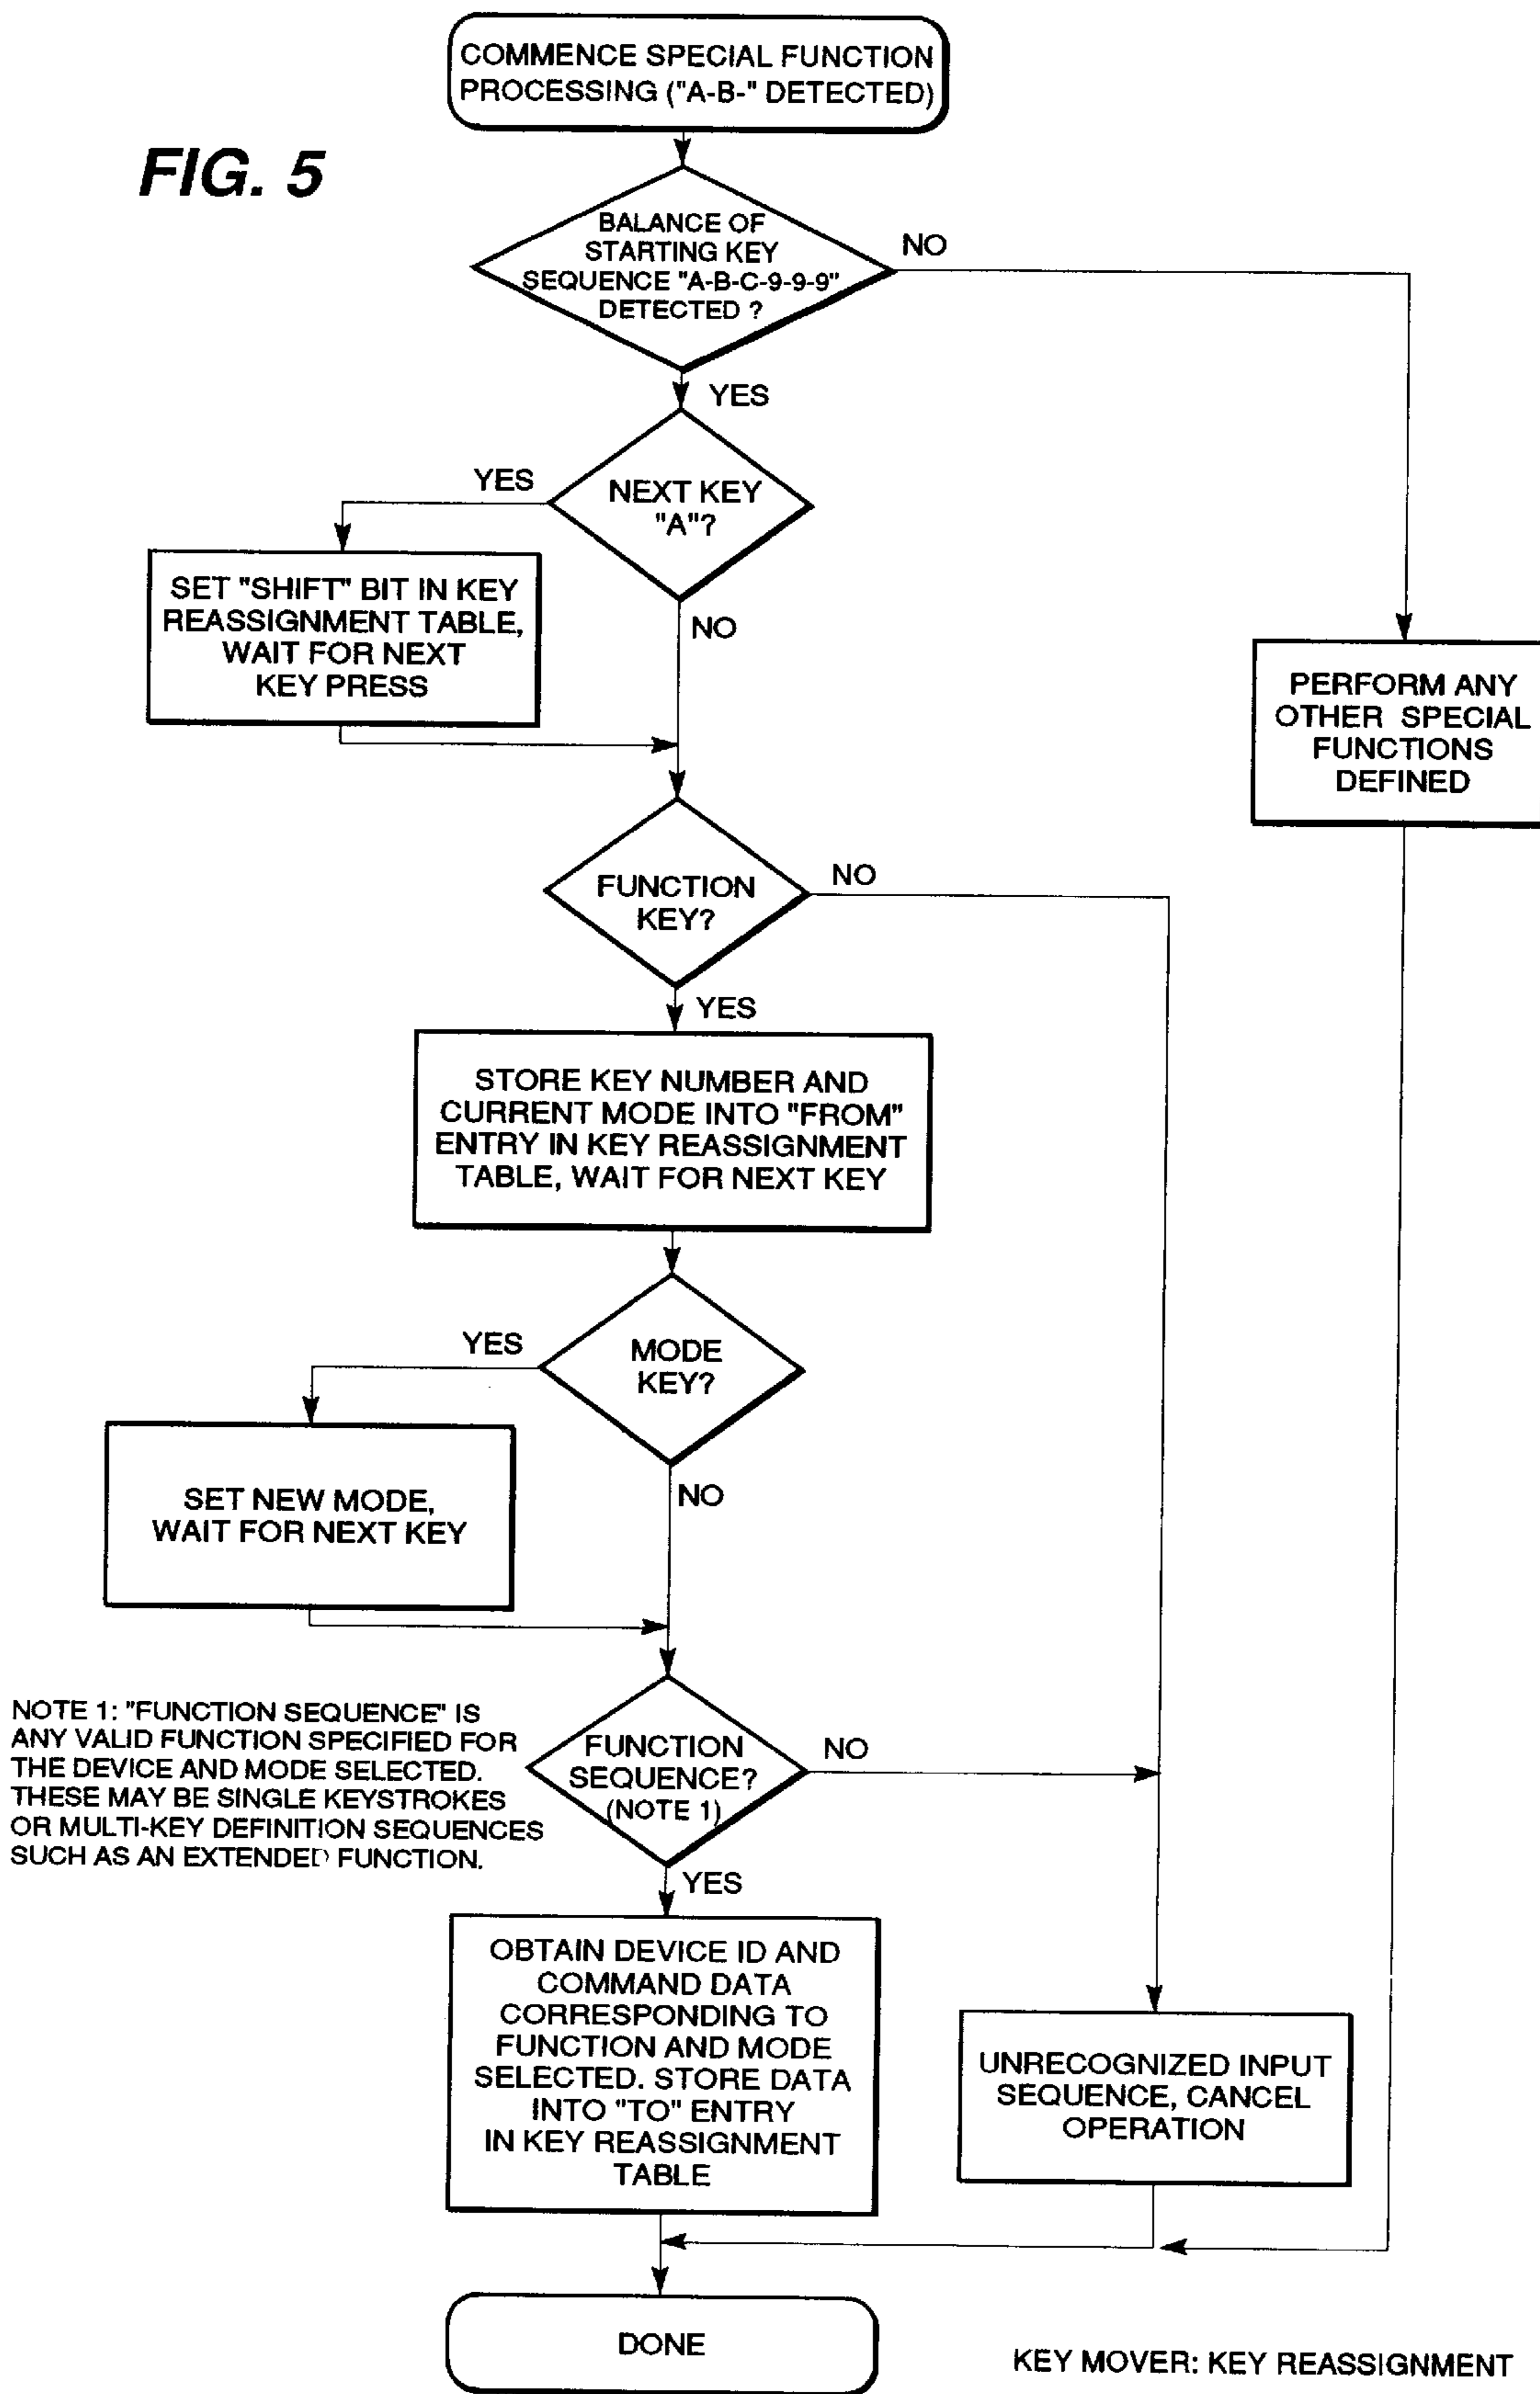 COMMENCE SPECIAL FUNCTION
PROCESSING ("A-B-" DETECTED)
FIG. 5
BALANCE OF
STARTING KEY
SEQUENCE "A-B-C-9-9-9"
DETECTED ?
NO
YES
NEXT KEY
"A"?
YES
NO
SET "SHIFT" BIT IN KEY
REASSIGNMENT TABLE,
WAIT FOR NEXT
KEY PRESS
PERFORM ANY
OTHER SPECIAL
FUNCTIONS
DEFINED
FUNCTION
KEY?
NO
YES
STORE KEY NUMBER AND
CURRENT MODE INTO "FROM"
ENTRY IN KEY REASSIGNMENT
TABLE, WAIT FOR NEXT KEY
MODE
KEY?
YES
NO
SET NEW MODE,
WAIT FOR NEXT KEY
NOTE 1: "FUNCTION SEQUENCE" IS
ANY VALID FUNCTION SPECIFIED FOR
THE DEVICE AND MODE SELECTED.
THESE MAY BE SINGLE KEYSTROKES
OR MULTI-KEY DEFINITION SEQUENCES
SUCH AS AN EXTENDED FUNCTION.
FUNCTION
SEQUENCE?
(NOTE 1)
NO
YES
OBTAIN DEVICE ID AND
COMMAND DATA
CORRESPONDING TO
FUNCTION AND MODE
SELECTED. STORE DATA
INTO "TO" ENTRY
IN KEY REASSIGNMENT
TABLE
UNRECOGNIZED INPUT
SEQUENCE, CANCEL
OPERATION
DONE
KEY MOVER: KEY REASSIGNMENT